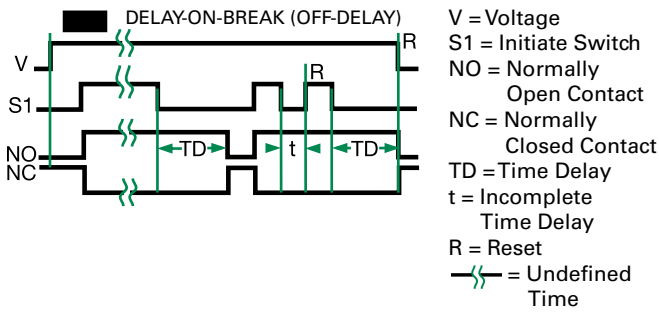 DELAY-ON-BREAK (OFF-DELAY)
R
V
R
S1
NO
NC
TD
t
TD
V = Voltage
S1 = Initiate Switch
NO = Normally
Open Contact
NC = Normally
Closed Contact
TD = Time Delay
t = Incomplete
Time Delay
R = Reset
= Undefined
Time